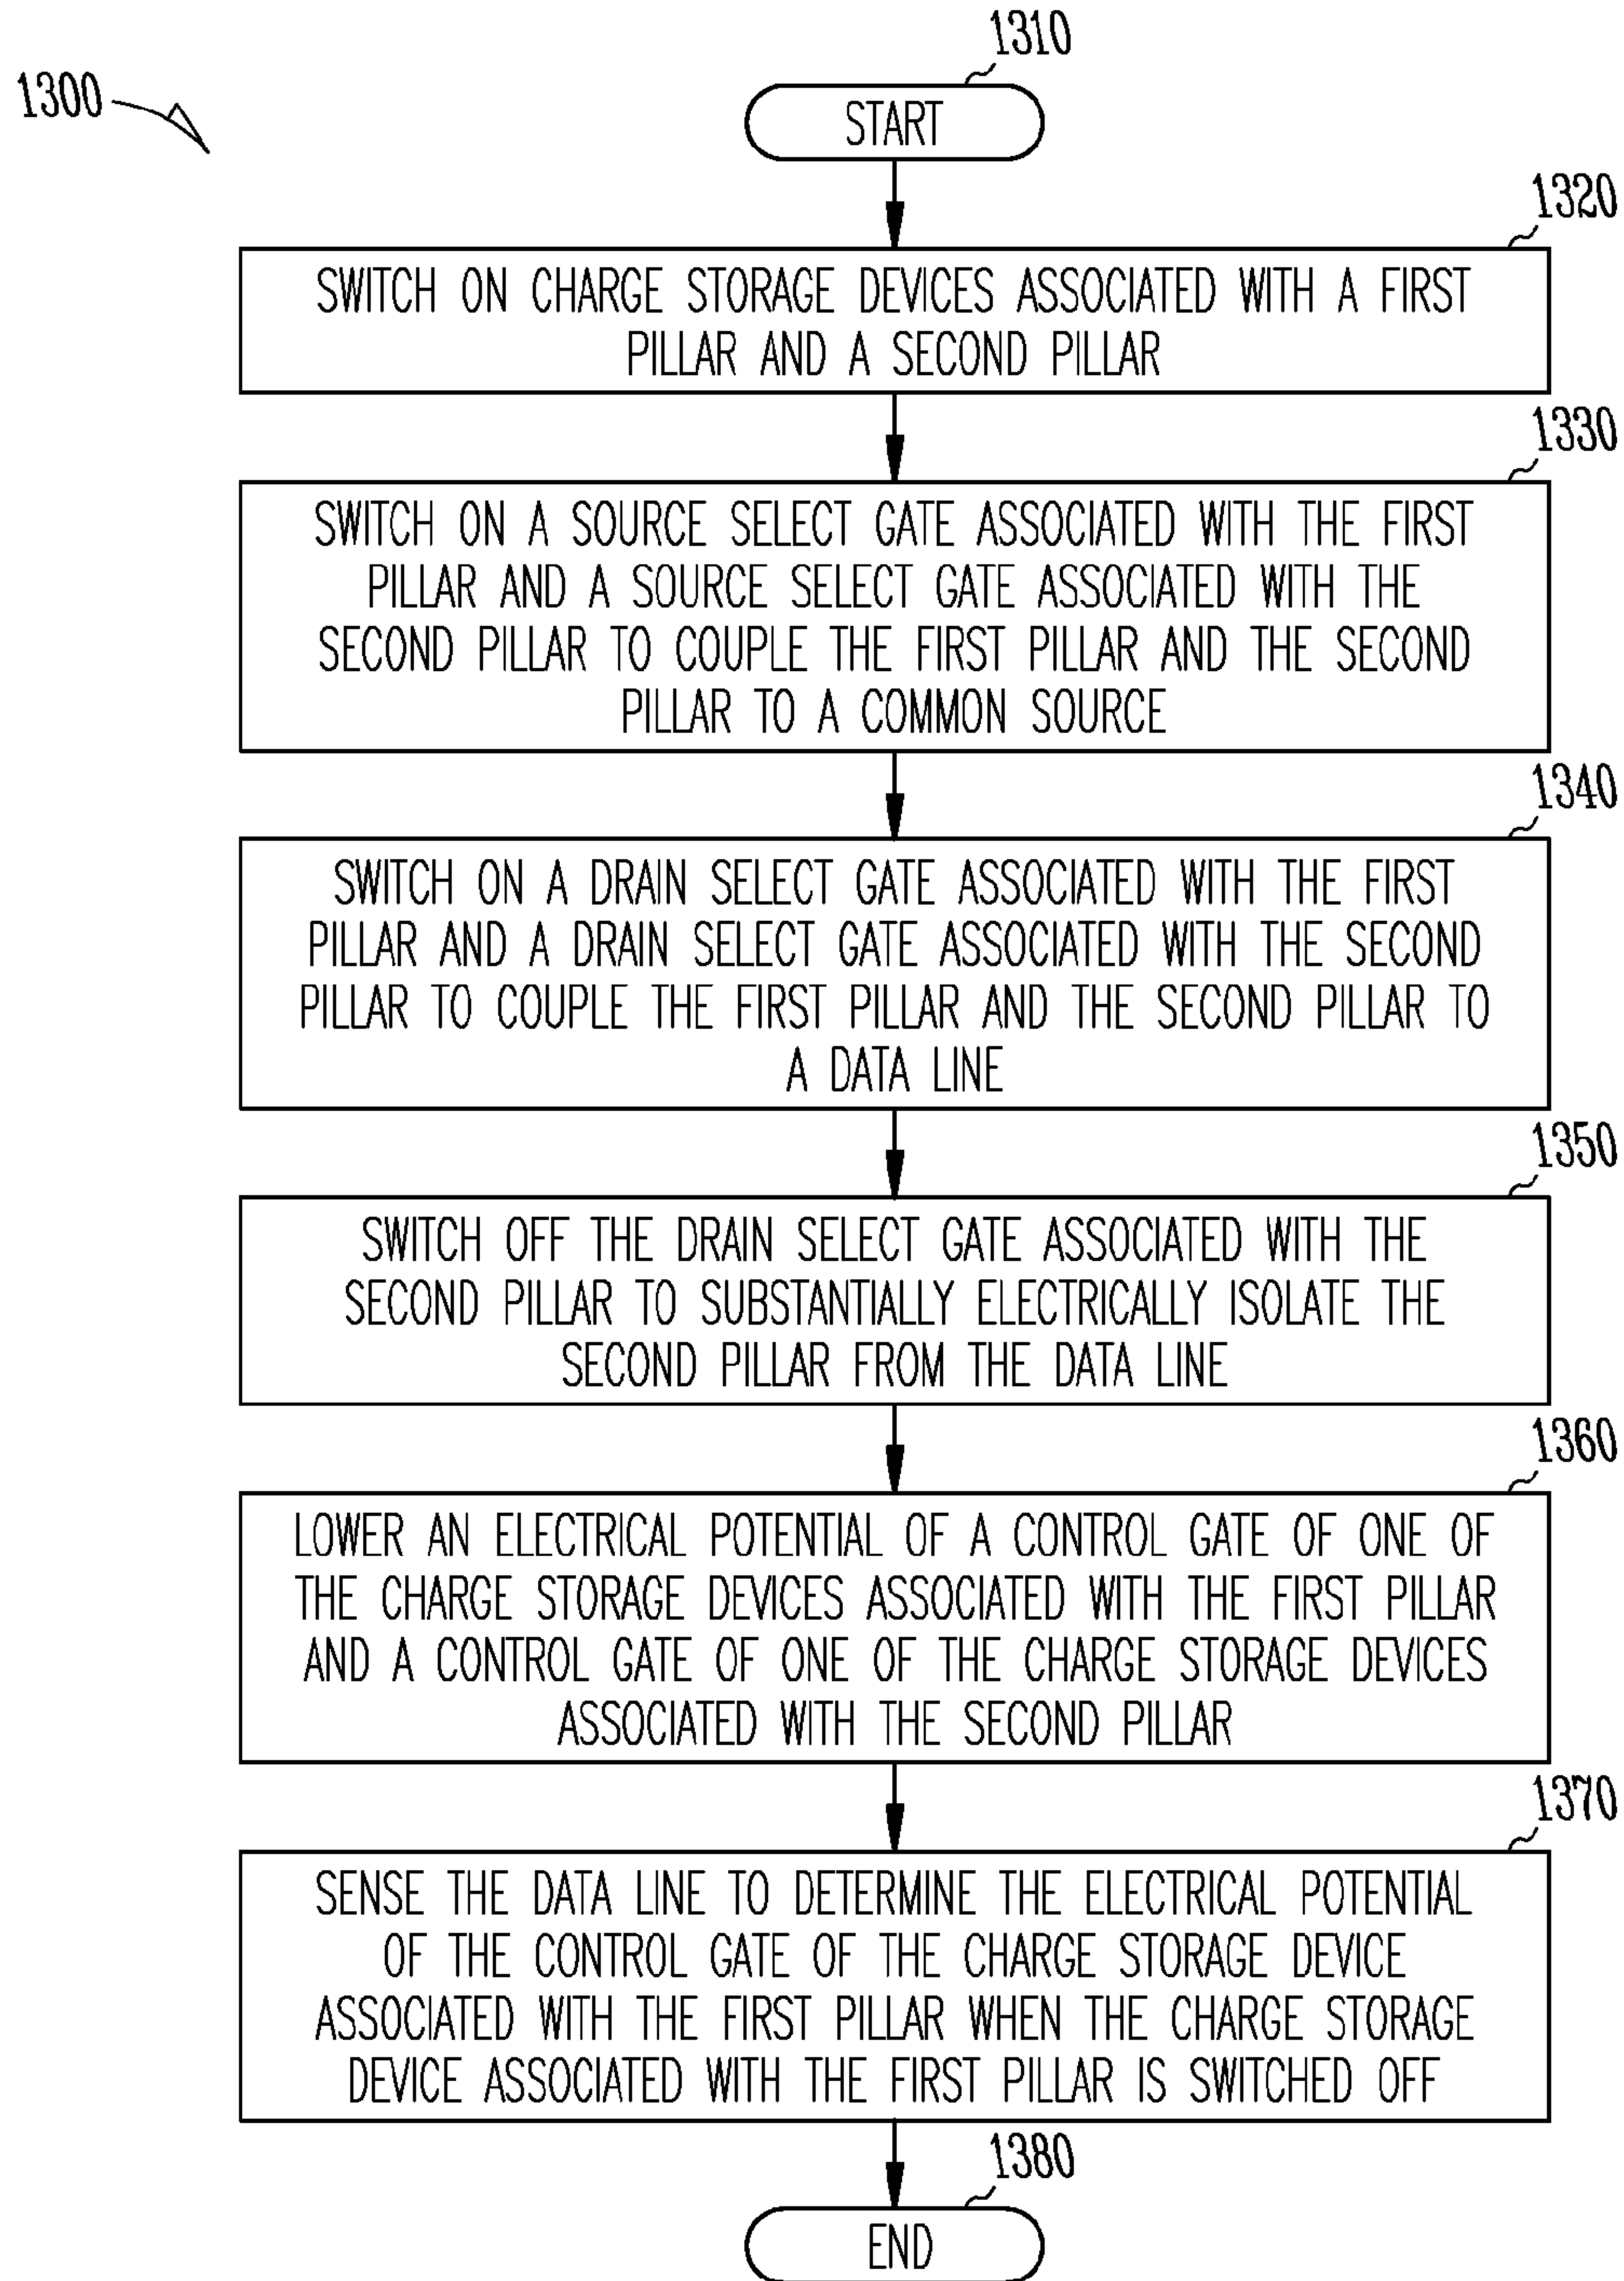 1300
1310
START
1320
SWITCH ON CHARGE STORAGE DEVICES ASSOCIATED WITH A FIRST
PILLAR AND A SECOND PILLAR
1330
SWITCH ON A SOURCE SELECT GATE ASSOCIATED WITH THE FIRST
PILLAR AND A SOURCE SELECT GATE ASSOCIATED WITH THE
SECOND PILLAR TO COUPLE THE FIRST PILLAR AND THE SECOND
PILLAR TO A COMMON SOURCE
1340
SWITCH ON A DRAIN SELECT GATE ASSOCIATED WITH THE FIRST
PILLAR AND A DRAIN SELECT GATE ASSOCIATED WITH THE SECOND
PILLAR TO COUPLE THE FIRST PILLAR AND THE SECOND PILLAR TO
A DATA LINE
1350
SWITCH OFF THE DRAIN SELECT GATE ASSOCIATED WITH THE
SECOND PILLAR TO SUBSTANTIALLY ELECTRICALLY ISOLATE THE
SECOND PILLAR FROM THE DATA LINE
1360
LOWER AN ELECTRICAL POTENTIAL OF A CONTROL GATE OF ONE OF
THE CHARGE STORAGE DEVICES ASSOCIATED WITH THE FIRST PILLAR
AND A CONTROL GATE OF ONE OF THE CHARGE STORAGE DEVICES
ASSOCIATED WITH THE SECOND PILLAR
1370
SENSE THE DATA LINE TO DETERMINE THE ELECTRICAL POTENTIAL
OF THE CONTROL GATE OF THE CHARGE STORAGE DEVICE
ASSOCIATED WITH THE FIRST PILLAR WHEN THE CHARGE STORAGE
DEVICE ASSOCIATED WITH THE FIRST PILLAR IS SWITCHED OFF
1380
END